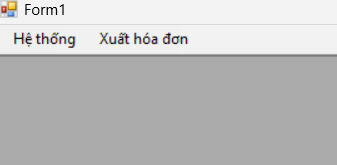 Form1
Hệ thống Xuất hóa đơn